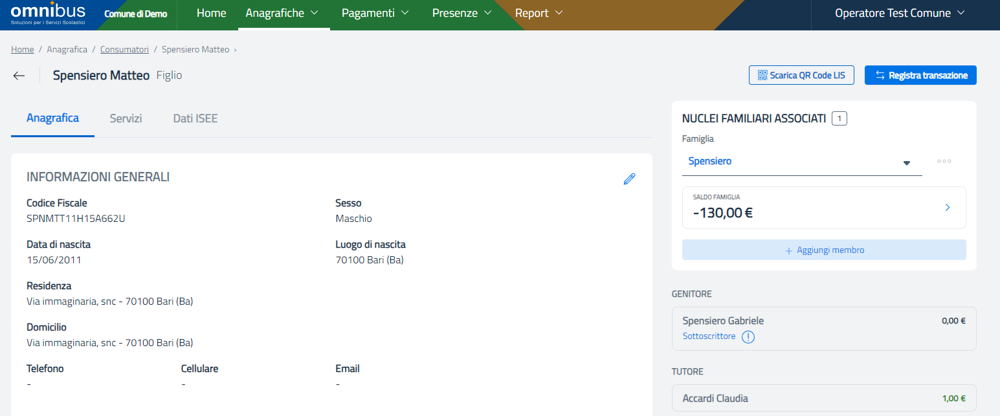 omnibus
Soluzioni per i Servizi Scolastici
Comune di Demo
Home
Anagrafiche
Pagamenti
Presenze
Report
Operatore Test Comune
Home / Anagrafica / Consumatori / Spensiero Matteo ›
Spensiero Matteo Figlio
Scarica QR Code LIS
Registra transazione
Anagrafica
Servizi
Dati ISEE
INFORMAZIONI GENERALI
Codice Fiscale
SPNMTT11H15A662U
Sesso
Maschio
Data di nascita
15/06/2011
Luogo di nascita
70100 Bari (Ba)
Residenza
Via immaginaria, snc - 70100 Bari (Ba)
Domicilio
Via immaginaria, snc - 70100 Bari (Ba)
Telefono
-
Cellulare
-
Email
-
NUCLEI FAMILIARI ASSOCIATI 1
Famiglia
Spensiero
SALDO FAMIGLIA
-130,00 €
+ Aggiungi membro
GENITORE
Spensiero Gabriele 0,00 €
Sottoscrittore
TUTORE
Accardi Claudia 1,00 €